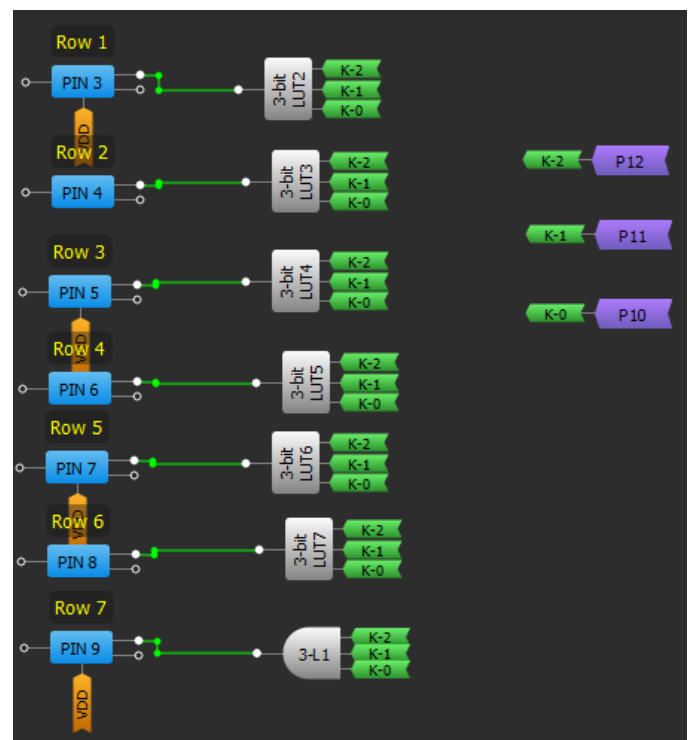 Row 1
PIN 3
VDD
3-bit
LUT2
K-2
K-1
K-0
Row 2
PIN 4
3-bit
LUT3
K-2
K-1
K-0
K-2
P12
K-1
P11
K-0
P10
Row 3
PIN 5
VDD
3-bit
LUT4
K-2
K-1
K-0
Row 4
PIN 6
3-bit
LUT5
K-2
K-1
K-0
Row 5
PIN 7
VDD
3-bit
LUT6
K-2
K-1
K-0
Row 6
PIN 8
3-bit
LUT7
K-2
K-1
K-0
Row 7
PIN 9
VDD
3-L1
K-2
K-1
K-0